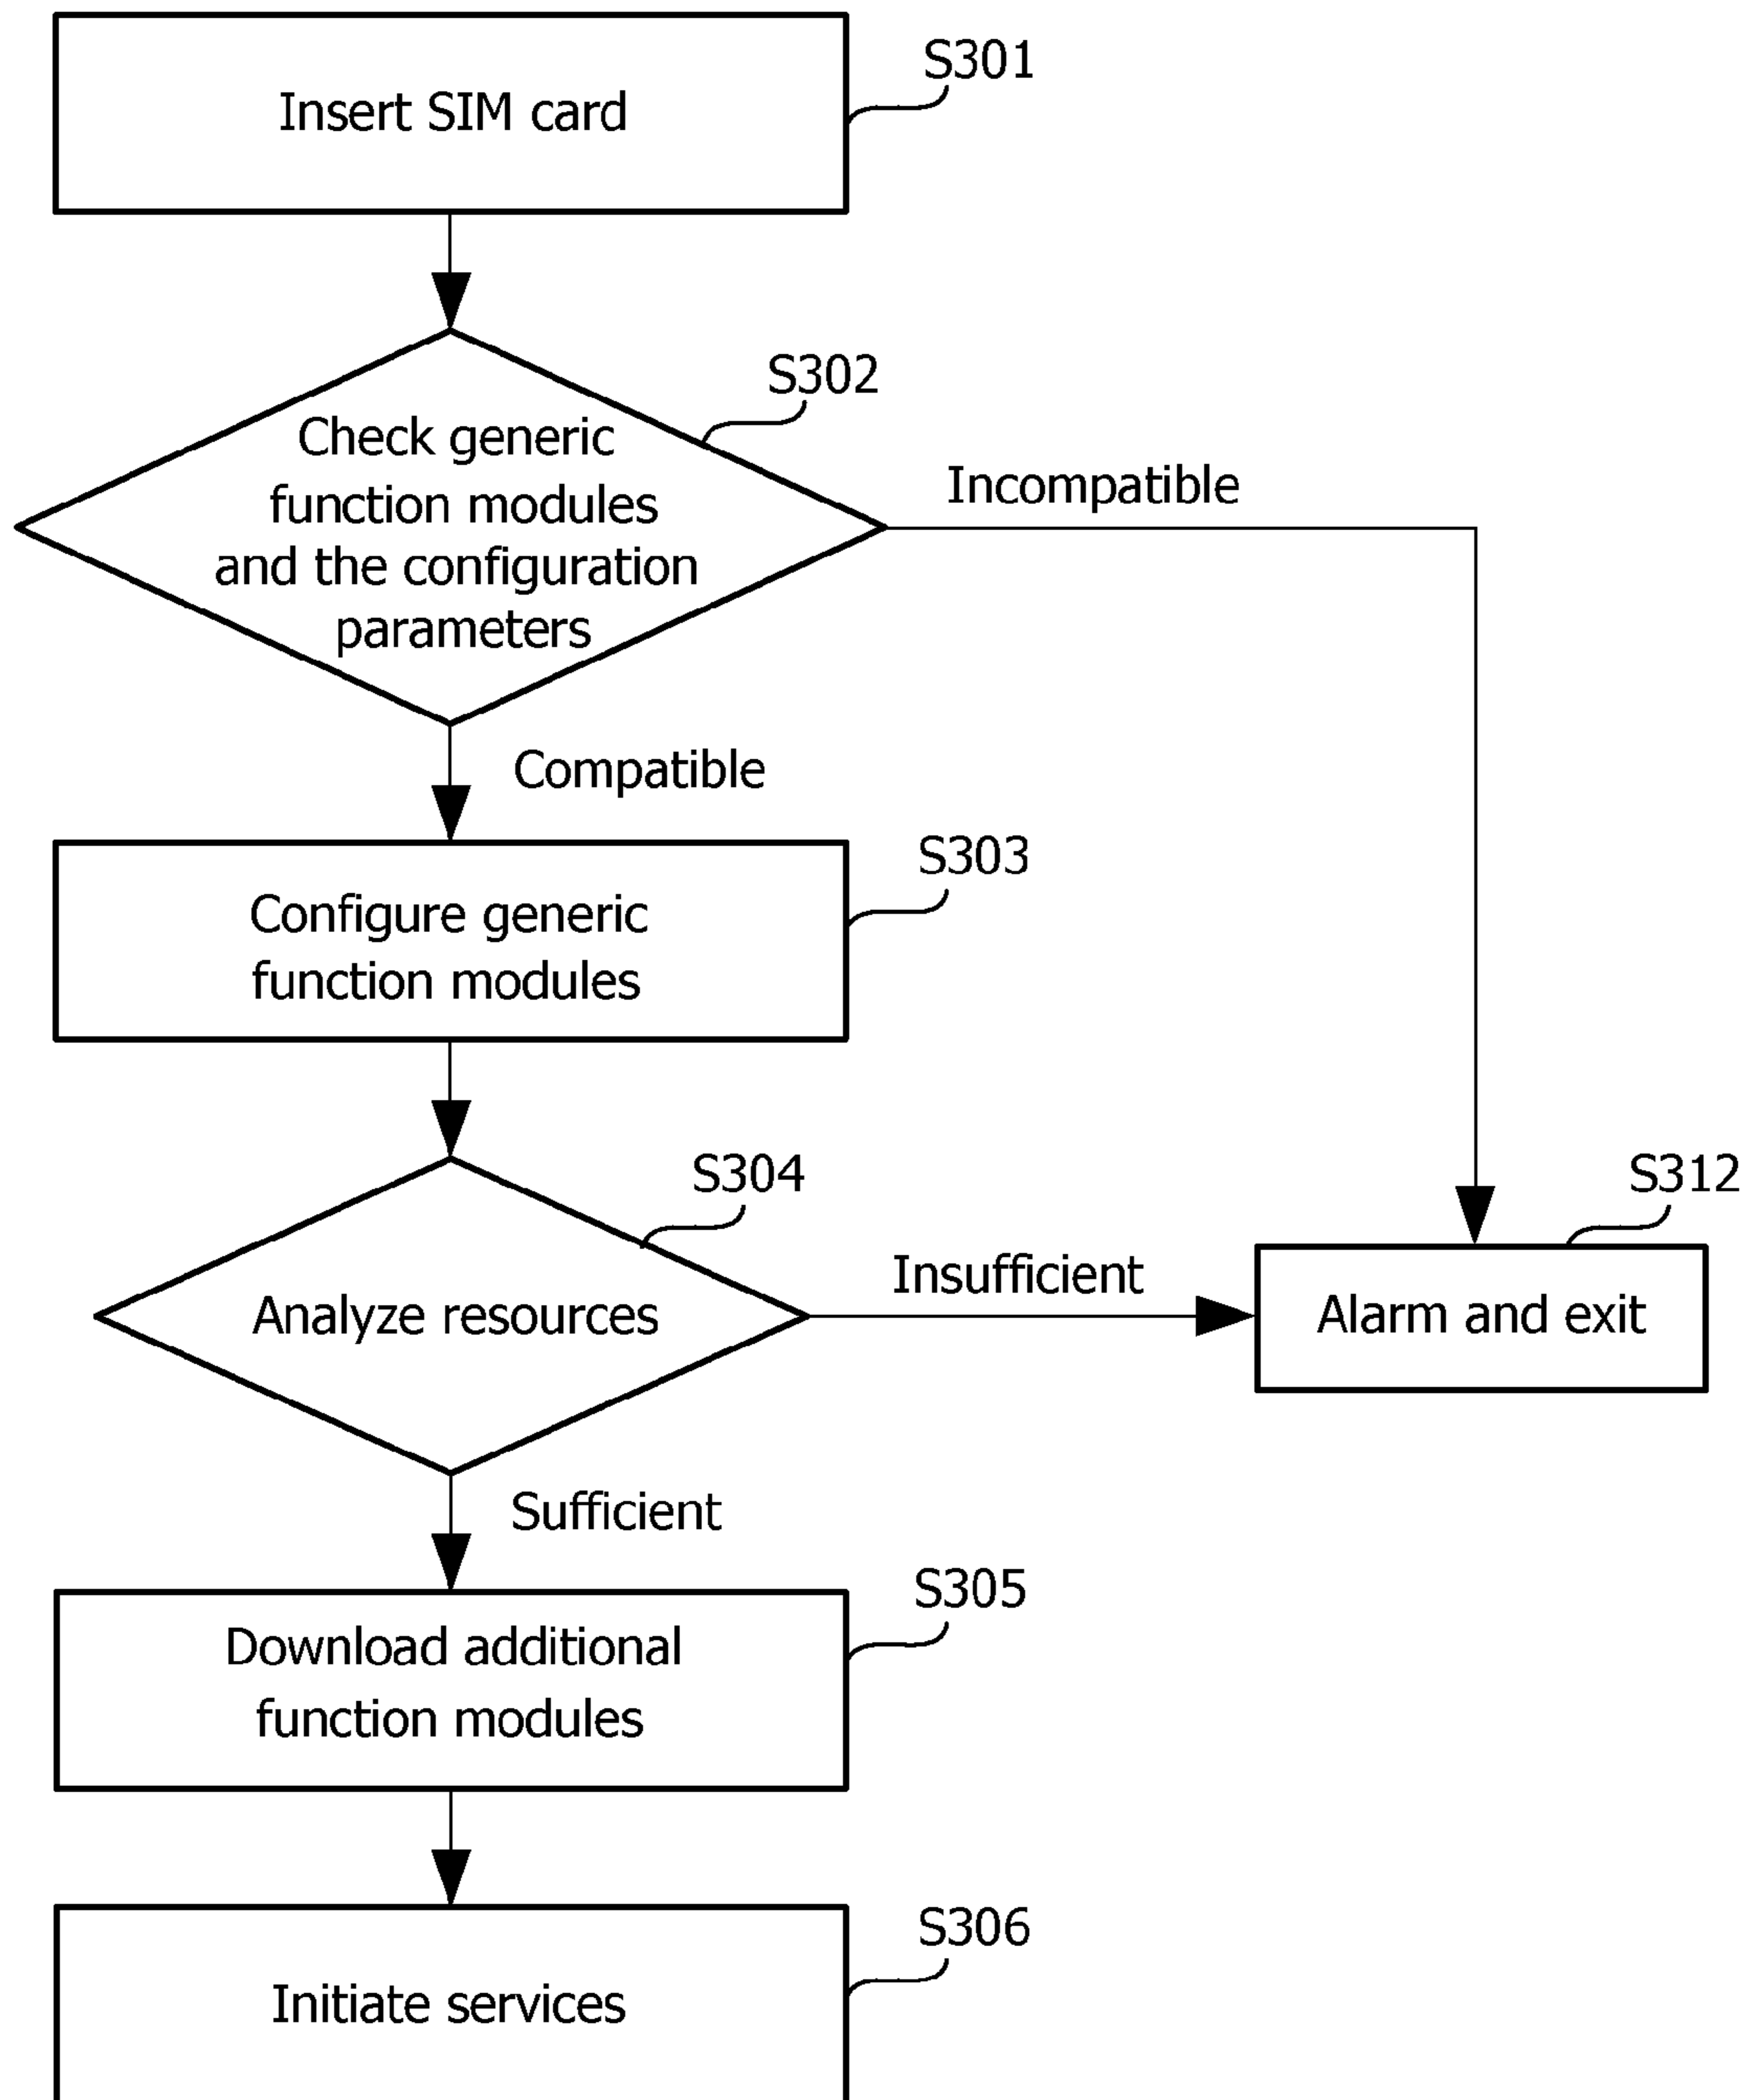 Insert SIM card
S301
S302
Check generic
function modules
and the configuration
parameters
Incompatible
Compatible
S303
Configure generic
function modules
S304
S312
Analyze resources
Insufficient
Alarm and exit
Sufficient
S305
Download additional
function modules
S306
Initiate services